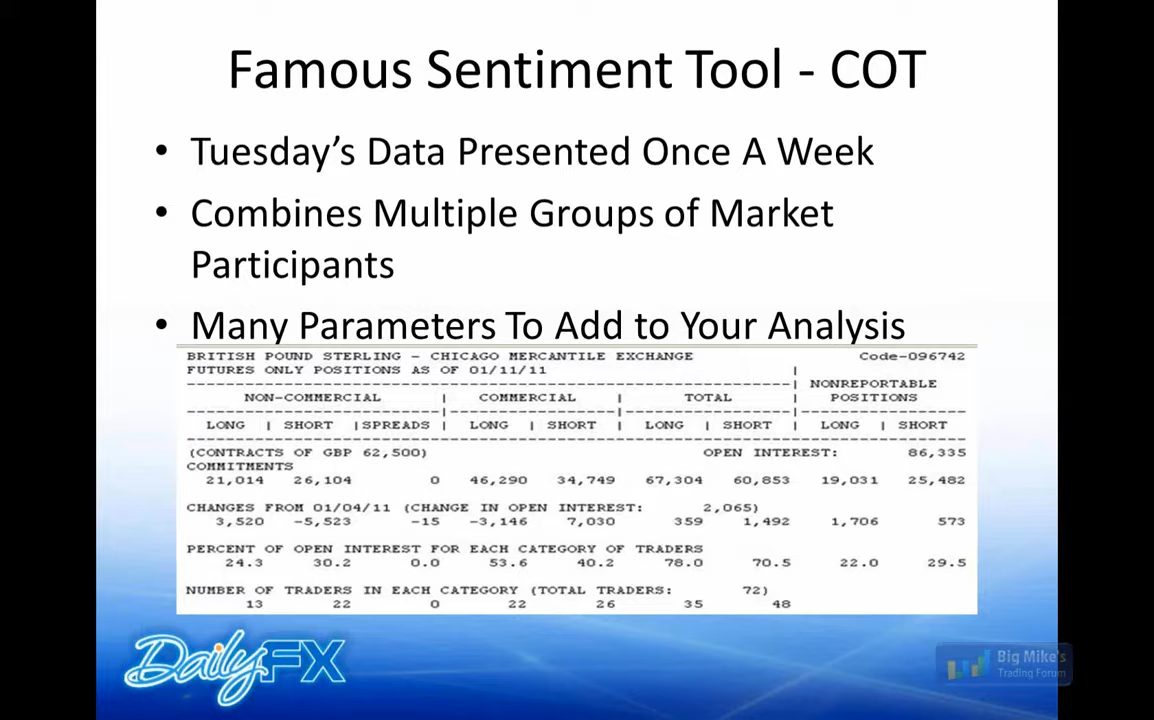 Famous Sentiment Tool - COT
• Tuesday's Data Presented Once A Week
• Combines Multiple Groups of Market
Participants
• Many Parameters To Add to Your Analysis
BRITISH POUND STERLING - CHICAGO MERCANTILE EXCHANGE Code-096742
FUTURES ONLY POSITIONS AS OF 01/11/11 |
--------------------------------------------------------------| NONREPORTABLE
NON-COMMERCIAL | COMMERCIAL | TOTAL | POSITIONS
--------------------------|------------------|------------------|-----------------
LONG | SHORT |SPREADS | LONG | SHORT | LONG | SHORT | LONG | SHORT
--------------------------------------------------------------------------------
(CONTRACTS OF GBP 62,500) OPEN INTEREST: 86,335
COMMITMENTS
21,014 26,104 0 46,290 34,749 67,304 60,853 19,031 25,482
CHANGES FROM 01/04/11 (CHANGE IN OPEN INTEREST: 2,065)
3,520 -5,523 -15 -3,146 7,030 359 1,492 1,706 573
PERCENT OF OPEN INTEREST FOR EACH CATEGORY OF TRADERS
24.3 30.2 0.0 53.6 40.2 78.0 70.5 22.0 29.5
NUMBER OF TRADERS IN EACH CATEGORY (TOTAL TRADERS: 72)
13 22 0 22 26 35 48
DailyFX
Big Mike's
Trading Forum